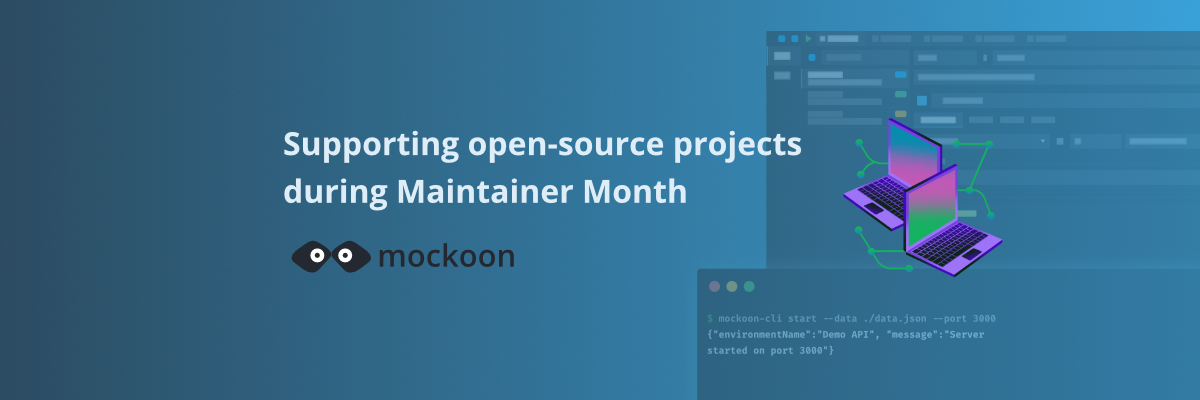 Supporting open-source projects
during Maintainer Month
mockoon
$ mockoon-cli start --data ./data.json --port 3000
{"environmentName":"Demo API", "message":"Server
started on port 3000"}